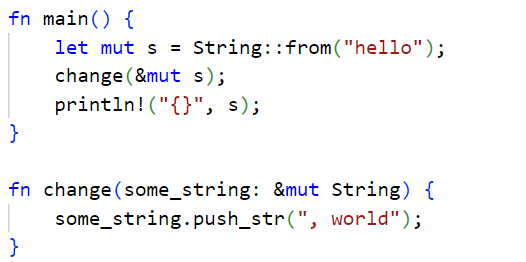 fn main() {
    let mut s = String::from("hello");
    change(&mut s);
    println!("{}", s);
}

fn change(some_string: &mut String) {
    some_string.push_str(", world");
}